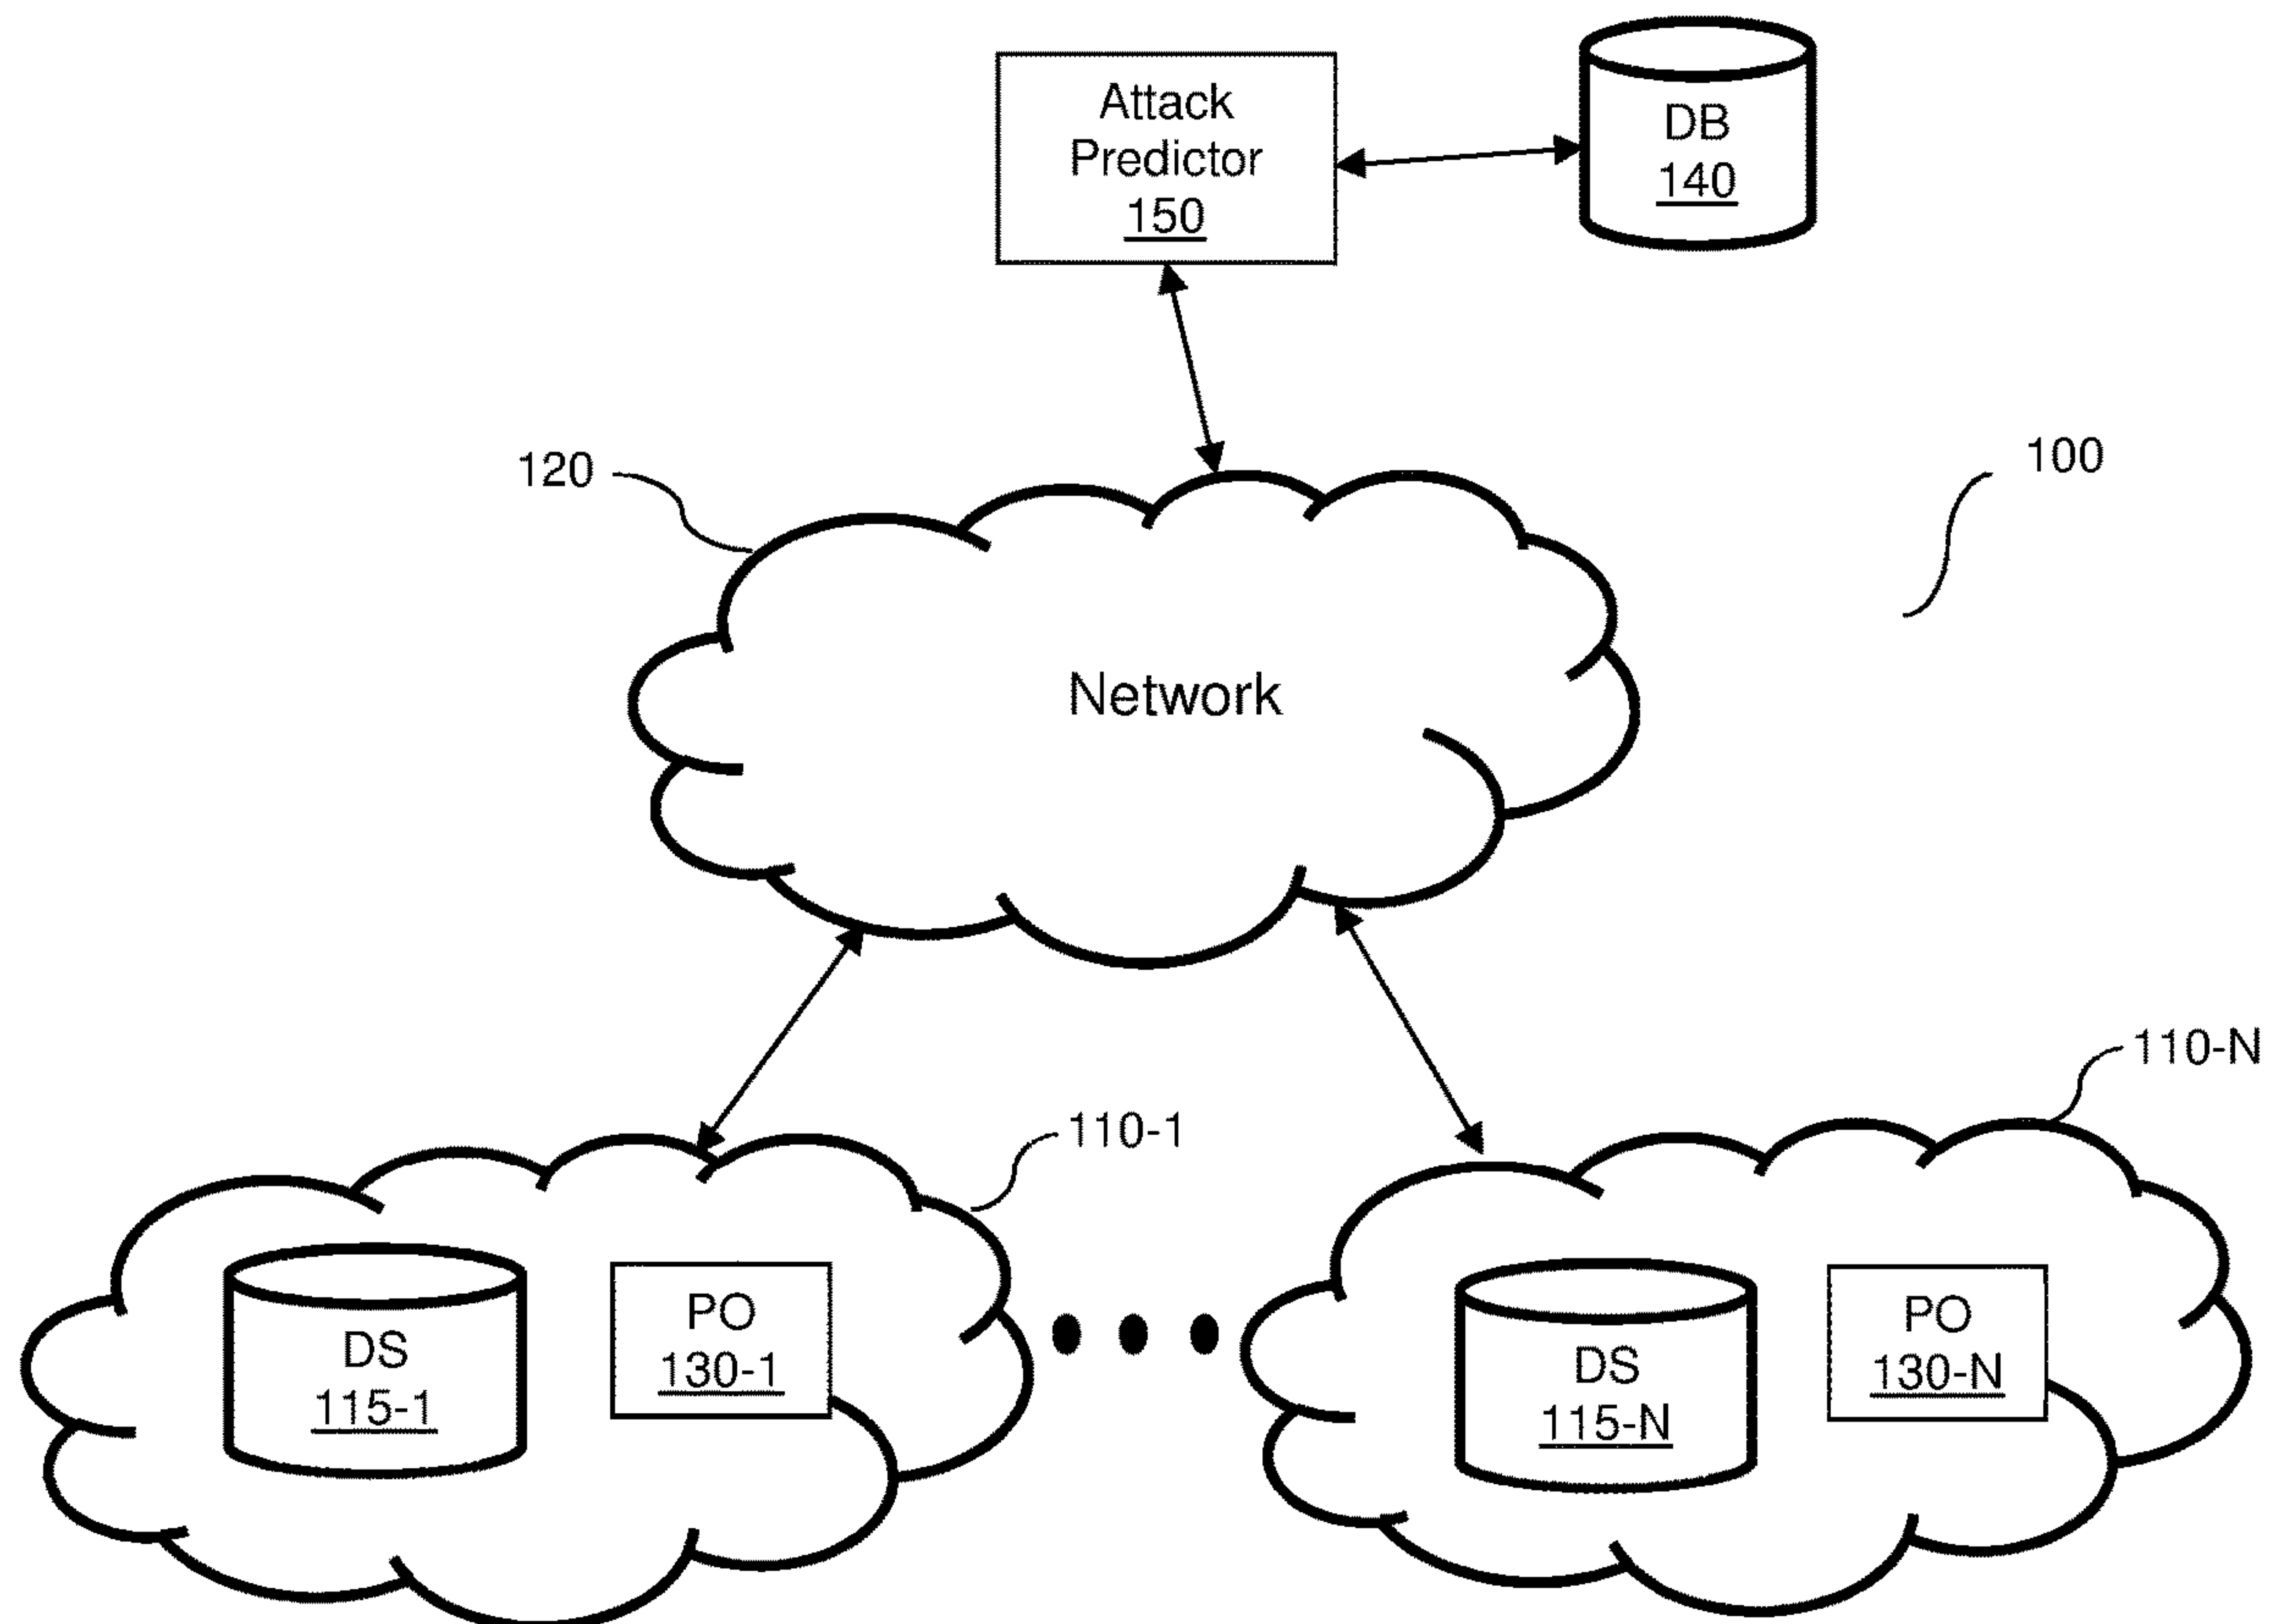 Attack
Predictor
150
DB
140
120
100
Network
110-N
110-1
DS
115-1
PO
130-1
DS
115-N
PO
130-N